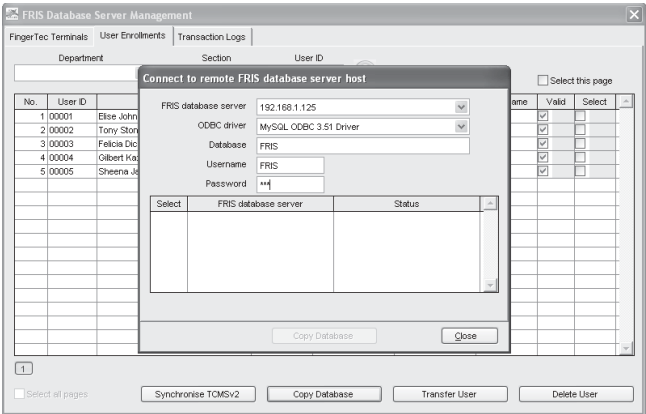 FRIS Database Server Management
FingerTec Terminals User Enrollments Transaction Logs
Department Section User ID
Select this page
Connect to remote FRIS database server host
FRIS database server 192.168.1.125
ODBC driver MySQL ODBC 3.51 Driver
Database FRIS
Username FRIS
Password ***
Select FRIS database server Status
Copy Database Close
No. User ID ame Valid Select
1 00001 Elise John
2 00002 Tony Ston
3 00003 Felicia Dic
4 00004 Gilbert Ka
5 00005 Sheena Ja
1
Select all pages Synchronise TCMSv2 Copy Database Transfer User Delete User